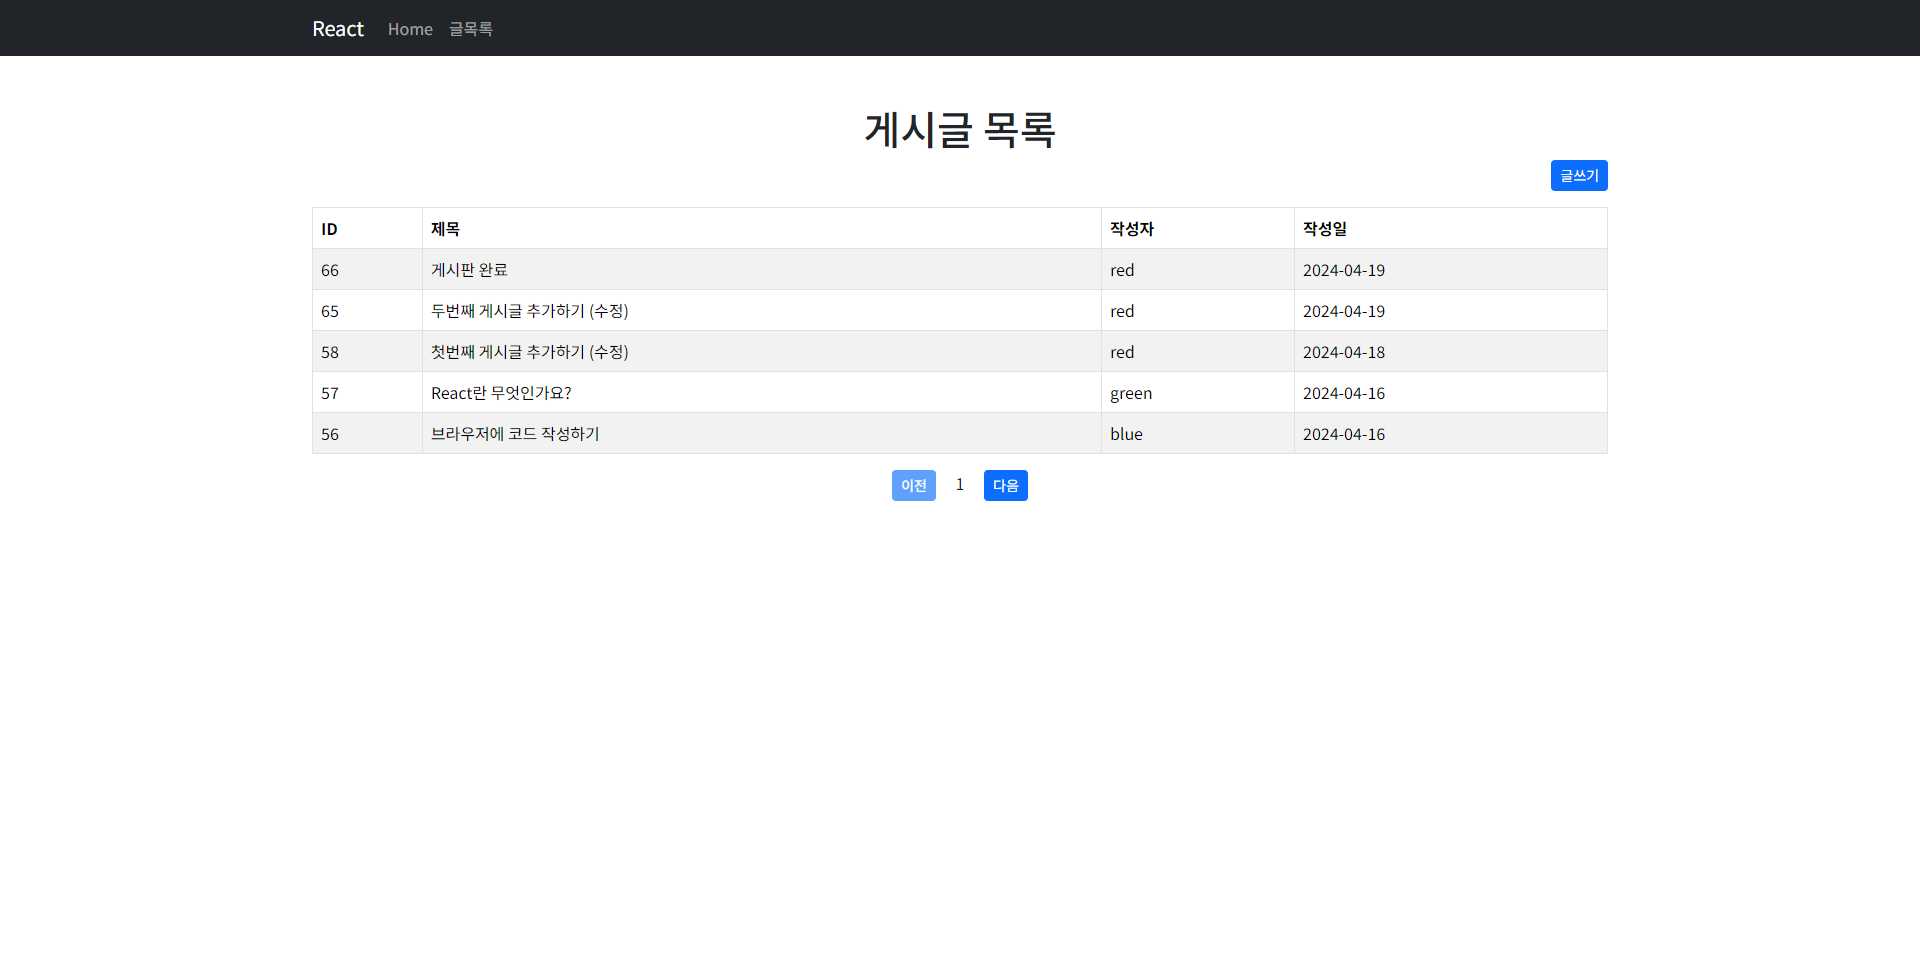 React Home 글목록
게시글 목록
글쓰기
ID 제목 작성자 작성일
66 게시판 완료 red 2024-04-19
65 두번째 게시글 추가하기 (수정) red 2024-04-19
58 첫번째 게시글 추가하기 (수정) red 2024-04-18
57 React란 무엇인가요? green 2024-04-16
56 브라우저에 코드 작성하기 blue 2024-04-16
이전 1 다음